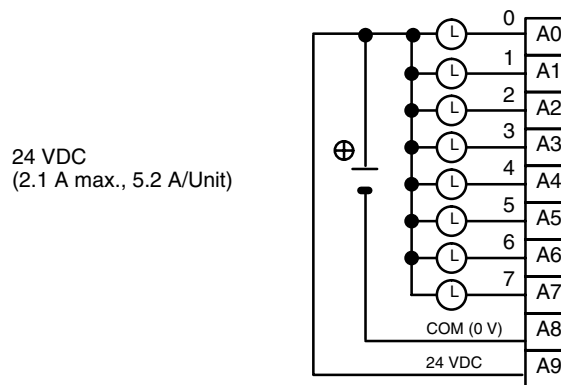 24 VDC
(2.1 A max., 5.2 A/Unit)
0 L A0
1 L A1
2 L A2
3 L A3
4 L A4
5 L A5
6 L A6
7 L A7
COM (0 V) A8
24 VDC A9